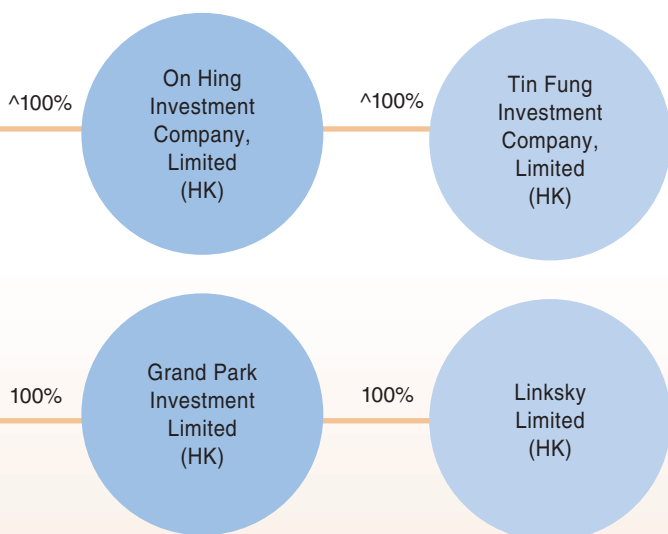 ^100%
On Hing
Investment
Company,
Limited
(HK)
^100%
Tin Fung
Investment
Company,
Limited
(HK)
100%
Grand Park
Investment
Limited
(HK)
100%
Linksky
Limited
(HK)